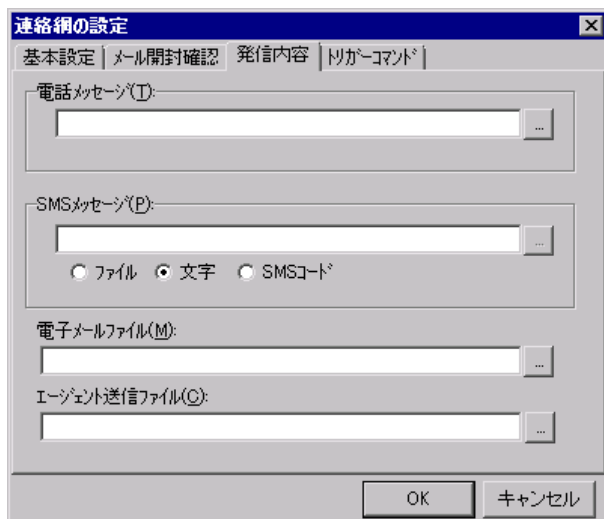 連絡網の設定
基本設定 ﾒｰﾙ開封確認 発信内容 ﾄﾘｶﾞｰｺﾏﾝﾄﾞ
電話ﾒｯｾｰｼﾞ(T):
...
SMSﾒｯｾｰｼﾞ(P):
...
ﾌｧｲﾙ 文字 SMSｺｰﾄﾞ
電子ﾒｰﾙﾌｧｲﾙ(M):
...
ｴｰｼﾞｪﾝﾄ送信ﾌｧｲﾙ(C):
...
OK キャンセル